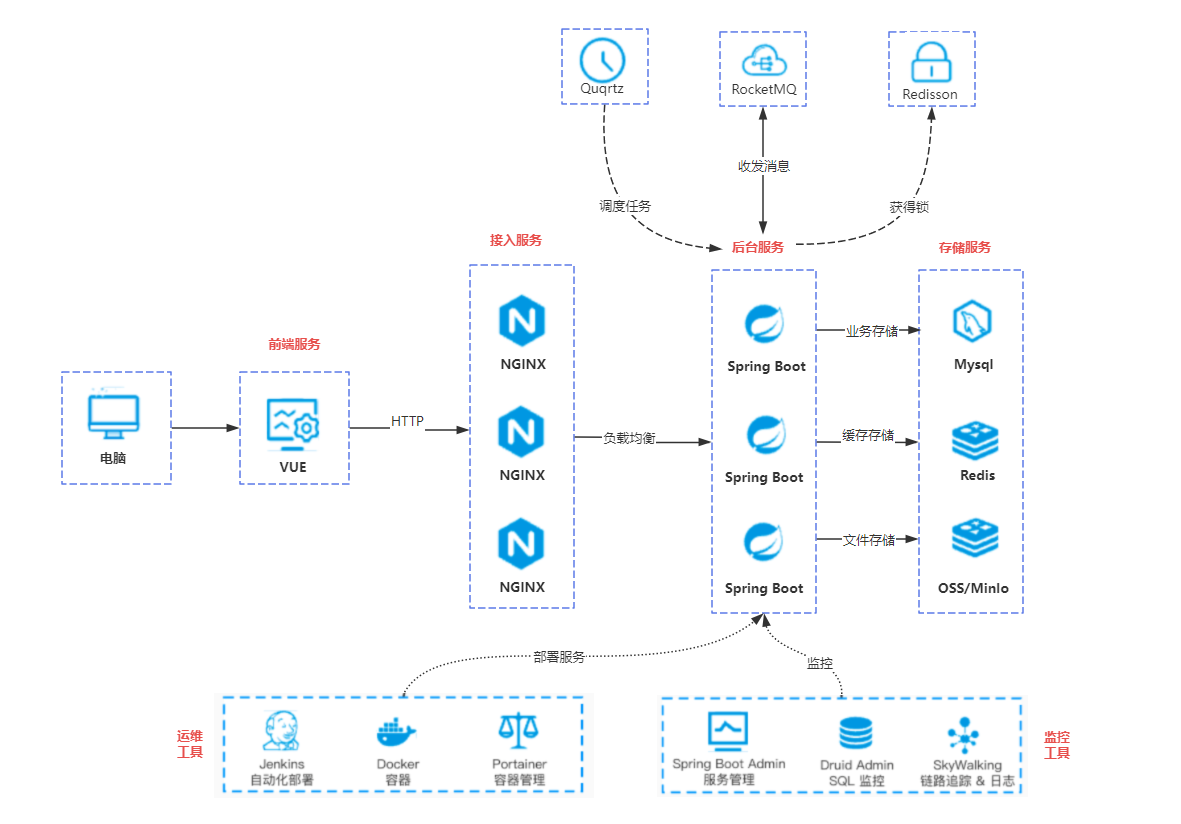 Quqrtz
RocketMQ
Redisson
收发消息
调度任务
获得锁
接入服务
后台服务
存储服务
前端服务
电脑
VUE
HTTP
NGINX
NGINX
NGINX
负载均衡
Spring Boot
Spring Boot
Spring Boot
业务存储
缓存存储
文件存储
Mysql
Redis
OSS/MinIo
部署服务
监控
运维
工具
Jenkins
自动化部署
Docker
容器
Portainer
容器管理
Spring Boot Admin
服务管理
Druid Admin
SQL 监控
SkyWalking
链路追踪 & 日志
监控
工具